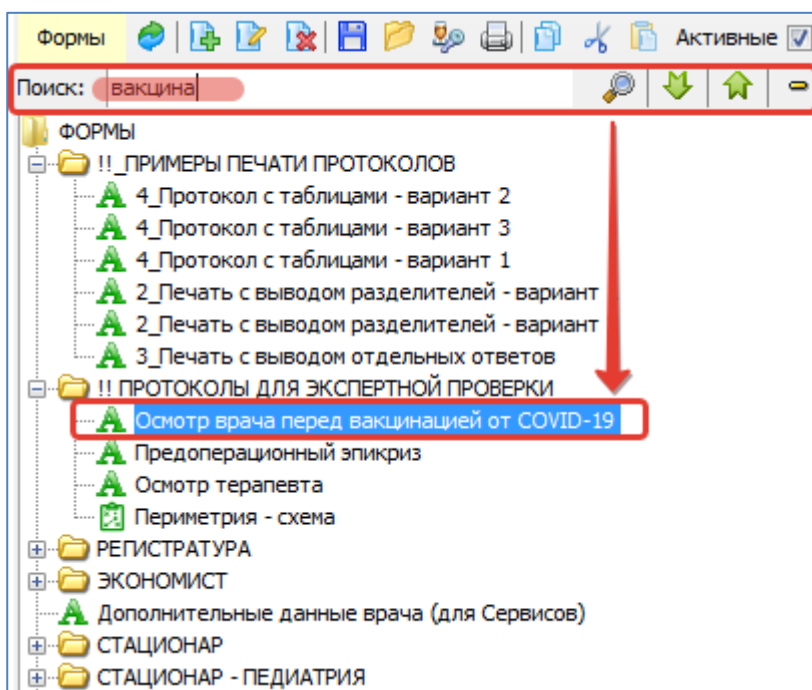 Формы Активные
Поиск: вакцина
ФОРМЫ
!!_ПРИМЕРЫ ПЕЧАТИ ПРОТОКОЛОВ
4_Протокол с таблицами - вариант 2
4_Протокол с таблицами - вариант 3
4_Протокол с таблицами - вариант 1
2_Печать с выводом разделителей - вариант
2_Печать с выводом разделителей - вариант
3_Печать с выводом отдельных ответов
!! ПРОТОКОЛЫ ДЛЯ ЭКСПЕРТНОЙ ПРОВЕРКИ
Осмотр врача перед вакцинацией от COVID-19
Предоперационный эпикриз
Осмотр терапевта
Периметрия - схема
РЕГИСТРАТУРА
ЭКОНОМИСТ
Дополнительные данные врача (для Сервисов)
СТАЦИОНАР
СТАЦИОНАР - ПЕДИАТРИЯ